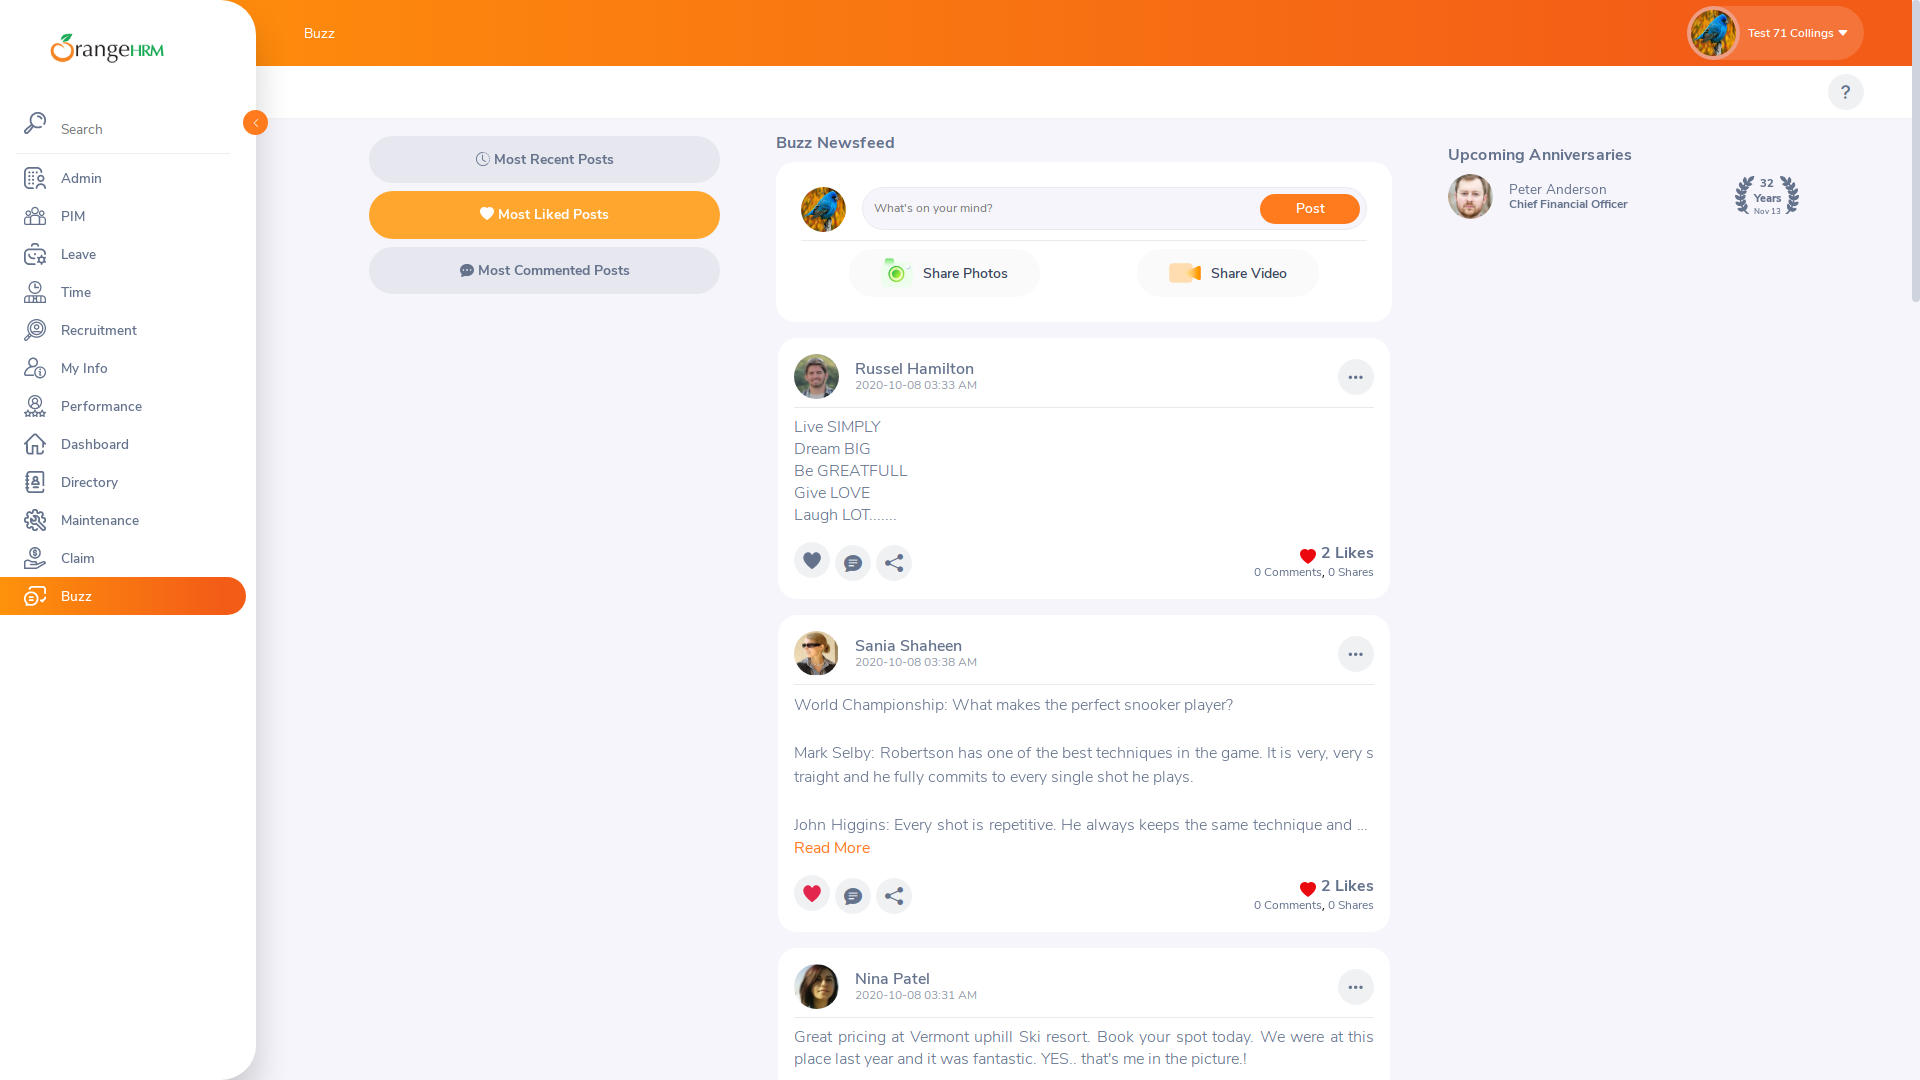 OrangeHRM
Search
Admin
PIM
Leave
Time
Recruitment
My Info
Performance
Dashboard
Directory
Maintenance
Claim
Buzz
Buzz
Test 71 Collings
?
Most Recent Posts
Most Liked Posts
Most Commented Posts
Buzz Newsfeed
What's on your mind?
Post
Share Photos
Share Video
Russel Hamilton
2020-10-08 03:33 AM
Live SIMPLY
Dream BIG
Be GREATFULL
Give LOVE
Laugh LOT.......
2 Likes
0 Comments, 0 Shares
Sania Shaheen
2020-10-08 03:38 AM
World Championship: What makes the perfect snooker player?
Mark Selby: Robertson has one of the best techniques in the game. It is very, very s
traight and he fully commits to every single shot he plays.
John Higgins: Every shot is repetitive. He always keeps the same technique and ...
Read More
2 Likes
0 Comments, 0 Shares
Nina Patel
2020-10-08 03:31 AM
Great pricing at Vermont uphill Ski resort. Book your spot today. We were at this
place last year and it was fantastic. YES.. that's me in the picture.!
Upcoming Anniversaries
Peter Anderson
Chief Financial Officer
32
Years
Nov 13